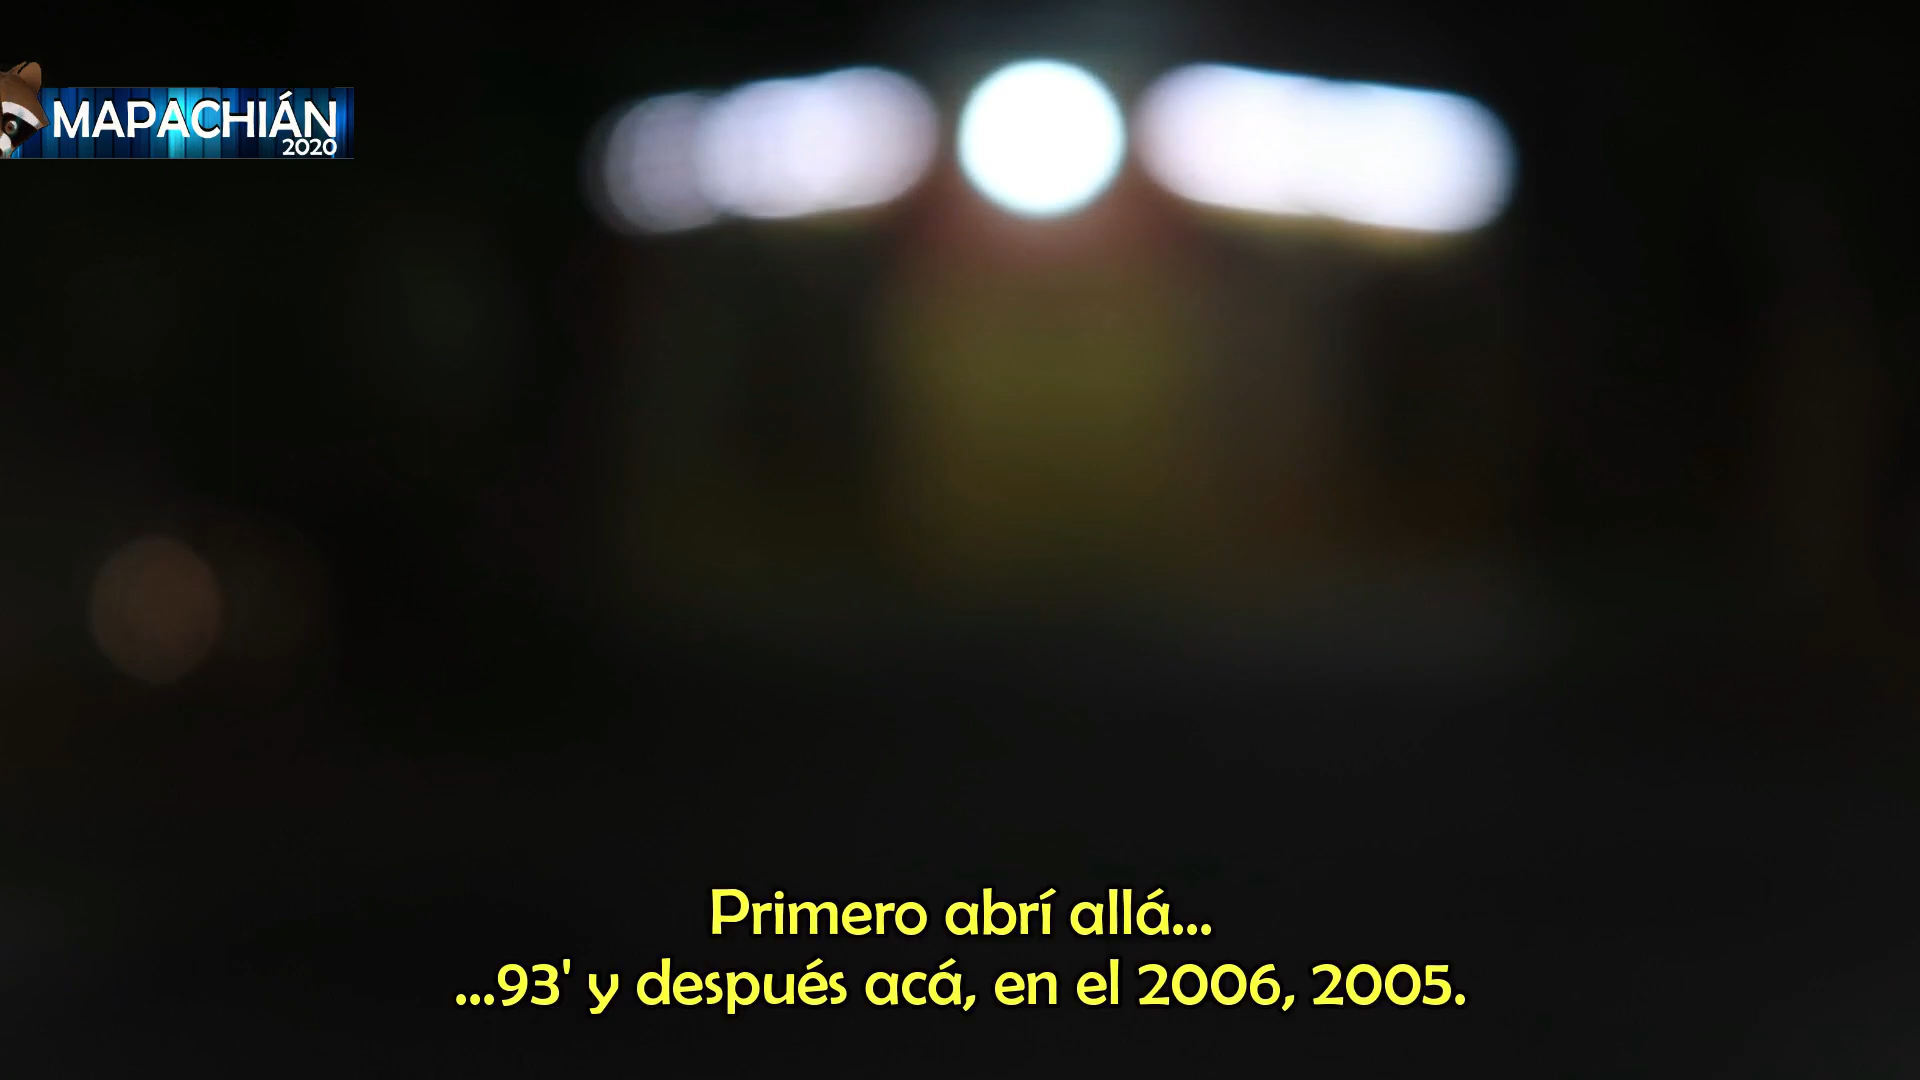 MAPACHIÁN
2020
Primero abrí allá...
...93' y después acá, en el 2006, 2005.